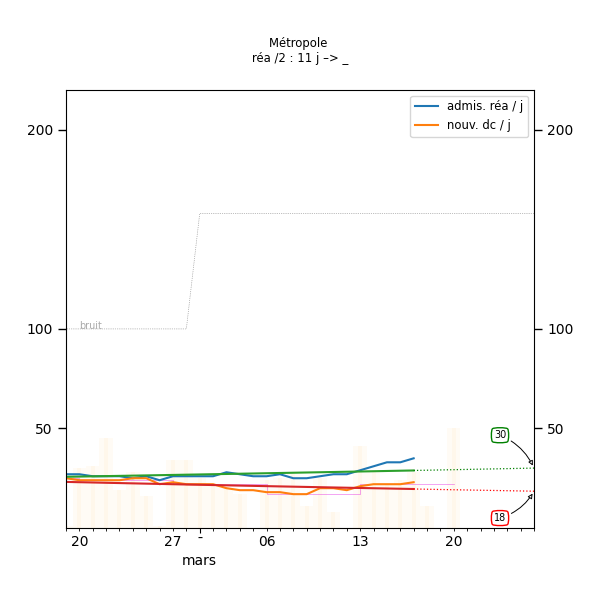 Métropole
réa /2 : 11 j –> _
admis. réa / j
nouv. dc / j
200
200
bruit
100
100
50
50
30
18
20
27
-
06
13
20
mars